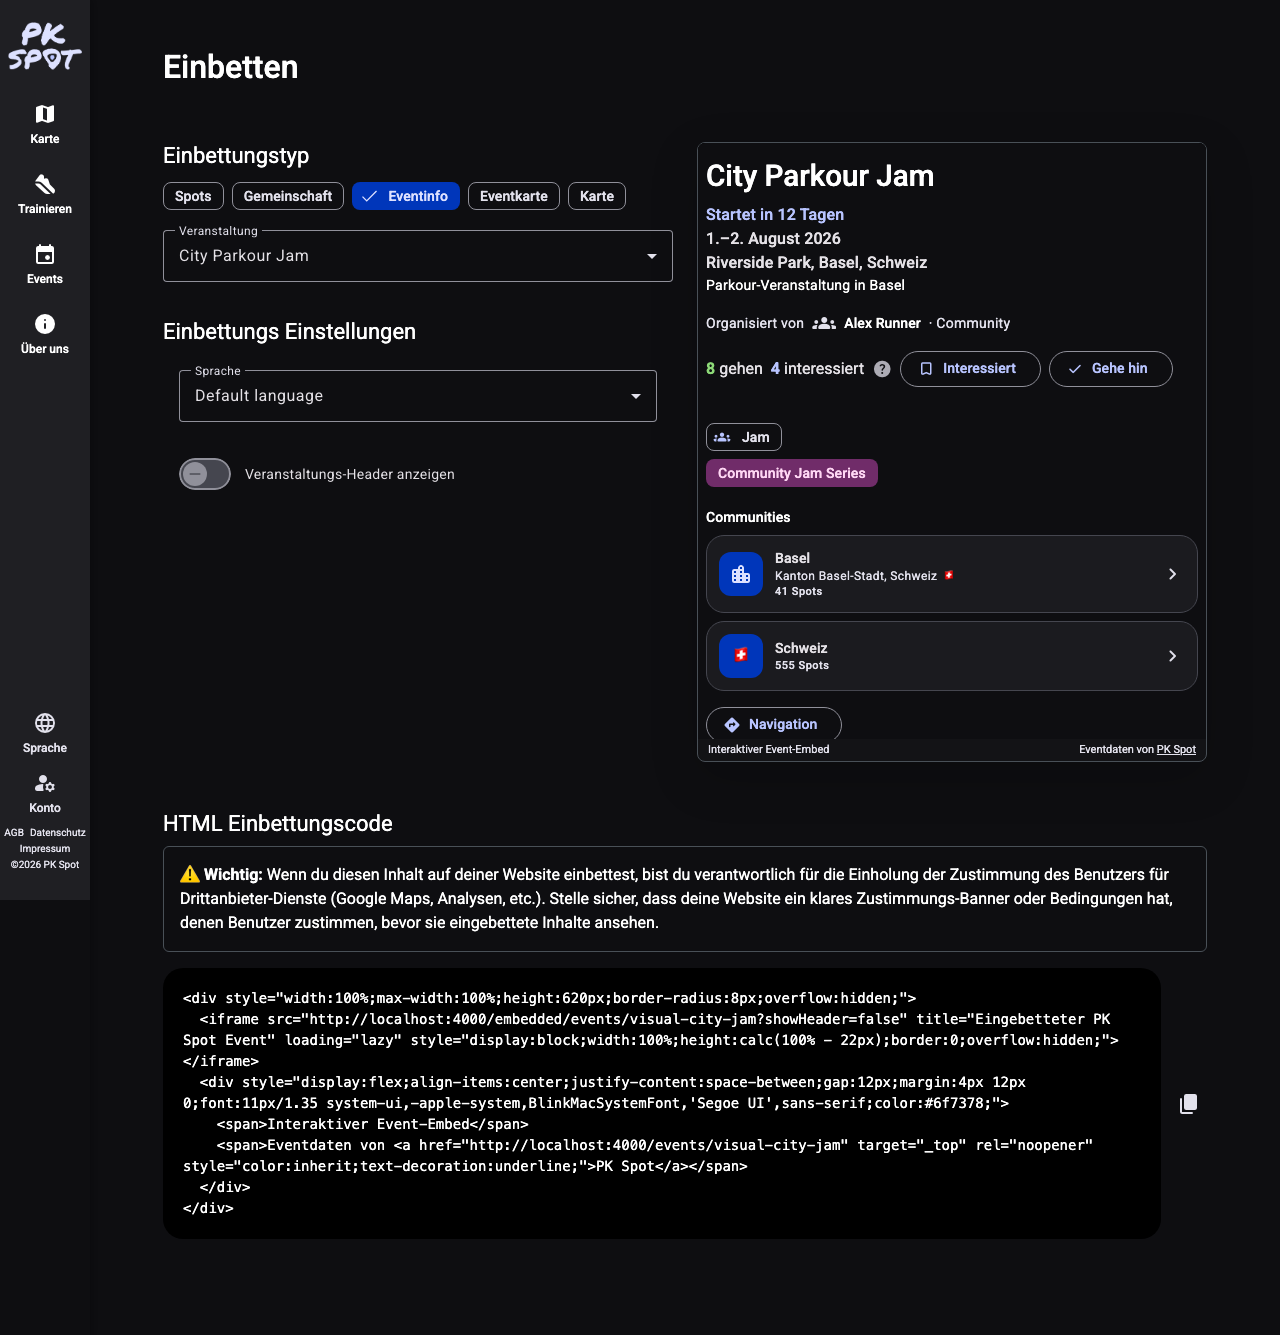 PK
SPOT
Karte
Trainieren
Events
Über uns
Sprache
Konto
AGB Datenschutz
Impressum
©2026 PK Spot
Einbetten
Einbettungstyp
Spots
Gemeinschaft
Eventinfo
Eventkarte
Karte
Veranstaltung
City Parkour Jam
Einbettungs Einstellungen
Sprache
Default language
Veranstaltungs-Header anzeigen
City Parkour Jam
Startet in 12 Tagen
1.–2. August 2026
Riverside Park, Basel, Schweiz
Parkour-Veranstaltung in Basel
Organisiert von Alex Runner · Community
8 gehen 4 interessiert ? Interessiert Gehe hin
Jam
Community Jam Series
Communities
Basel
Kanton Basel-Stadt, Schweiz 🇨🇭
41 Spots
Schweiz
555 Spots
Navigation
Interaktiver Event-Embed Eventdaten von PK Spot
HTML Einbettungscode
⚠️ Wichtig: Wenn du diesen Inhalt auf deiner Website einbettest, bist du verantwortlich für die Einholung der Zustimmung des Benutzers für
Drittanbieter-Dienste (Google Maps, Analysen, etc.). Stelle sicher, dass deine Website ein klares Zustimmungs-Banner oder Bedingungen hat,
denen Benutzer zustimmen, bevor sie eingebettete Inhalte ansehen.
<div style="width:100%;max-width:100%;height:620px;border-radius:8px;overflow:hidden;">
<iframe src="http://localhost:4000/embedded/events/visual-city-jam?showHeader=false" title="Eingebetteter PK
Spot Event" loading="lazy" style="display:block;width:100%;height:calc(100% - 22px);border:0;overflow:hidden;">
</iframe>
<div style="display:flex;align-items:center;justify-content:space-between;gap:12px;margin:4px 12px
0;font:11px/1.35 system-ui,-apple-system,BlinkMacSystemFont,'Segoe UI',sans-serif;color:#6f7378;">
<span>Interaktiver Event-Embed</span>
<span>Eventdaten von <a href="http://localhost:4000/events/visual-city-jam" target="_top" rel="noopener"
style="color:inherit;text-decoration:underline;">PK Spot</a></span>
</div>
</div>